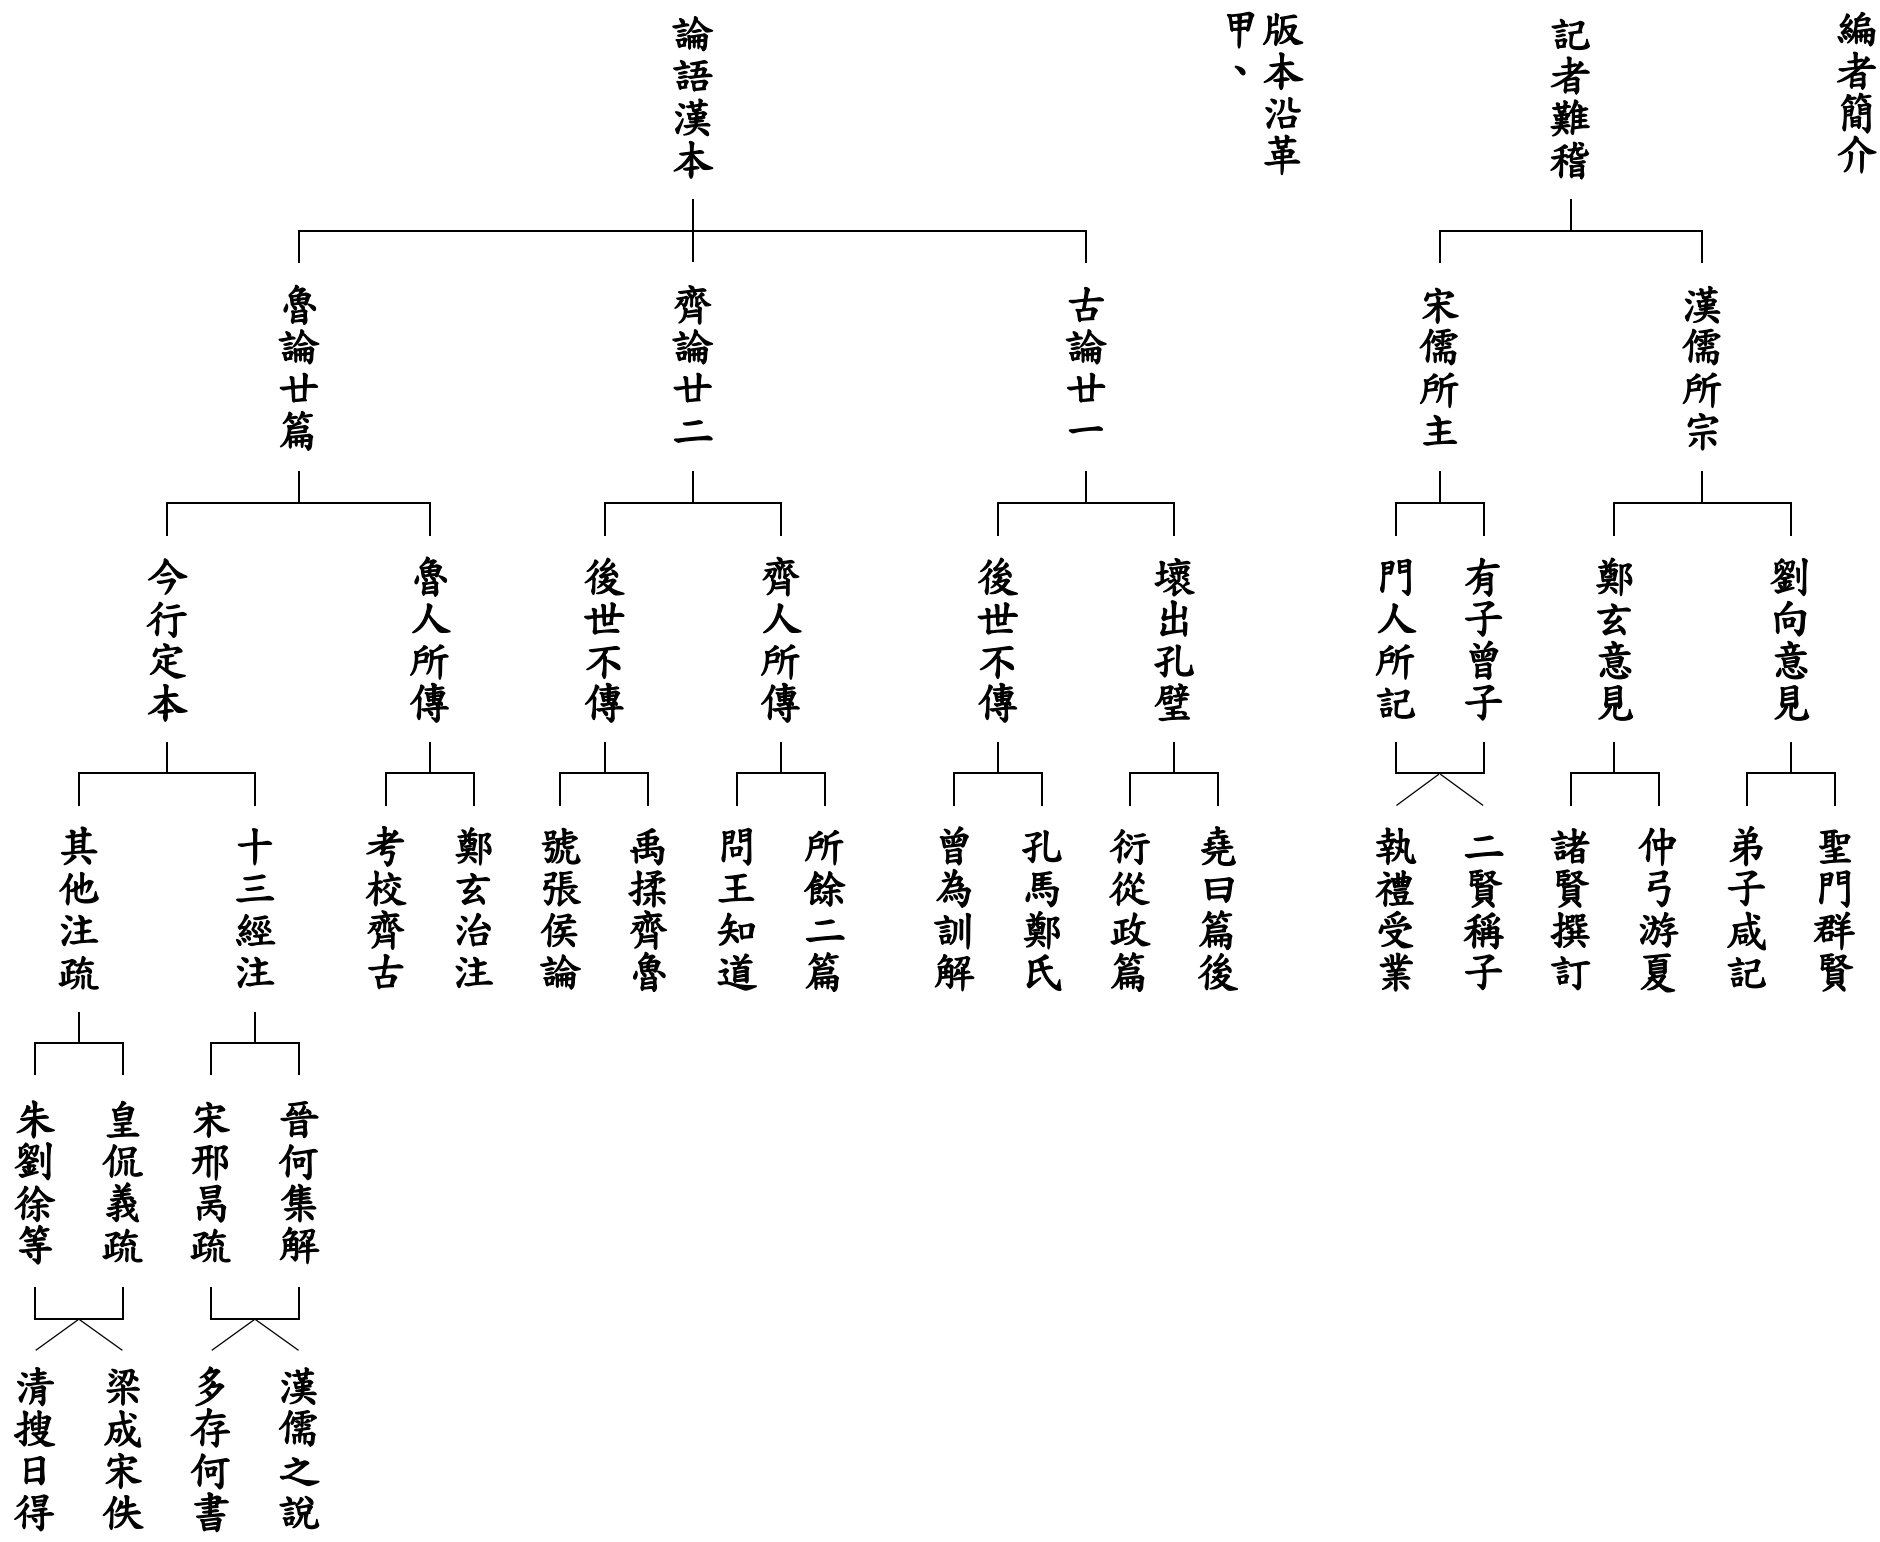 編者簡介
記者難稽
漢儒所宗
劉向意見
聖門群賢
弟子咸記
鄭玄意見
仲弓游夏
諸賢撰訂
宋儒所主
有子曾子
門人所記
二賢稱子
執禮受業
版本沿革
甲、
論語漢本
古論廿一
壞出孔壁
堯曰篇後
衍從政篇
後世不傳
孔馬鄭氏
曾為訓解
齊論廿二
齊人所傳
所餘二篇
問王知道
後世不傳
禹揉齊魯
號張侯論
魯論廿篇
魯人所傳
鄭玄治注
考校齊古
今行定本
十三經注
晉何集解
宋邢昺疏
漢儒之說
多存何書
其他注疏
皇侃義疏
朱劉徐等
梁成宋佚
清搜日得